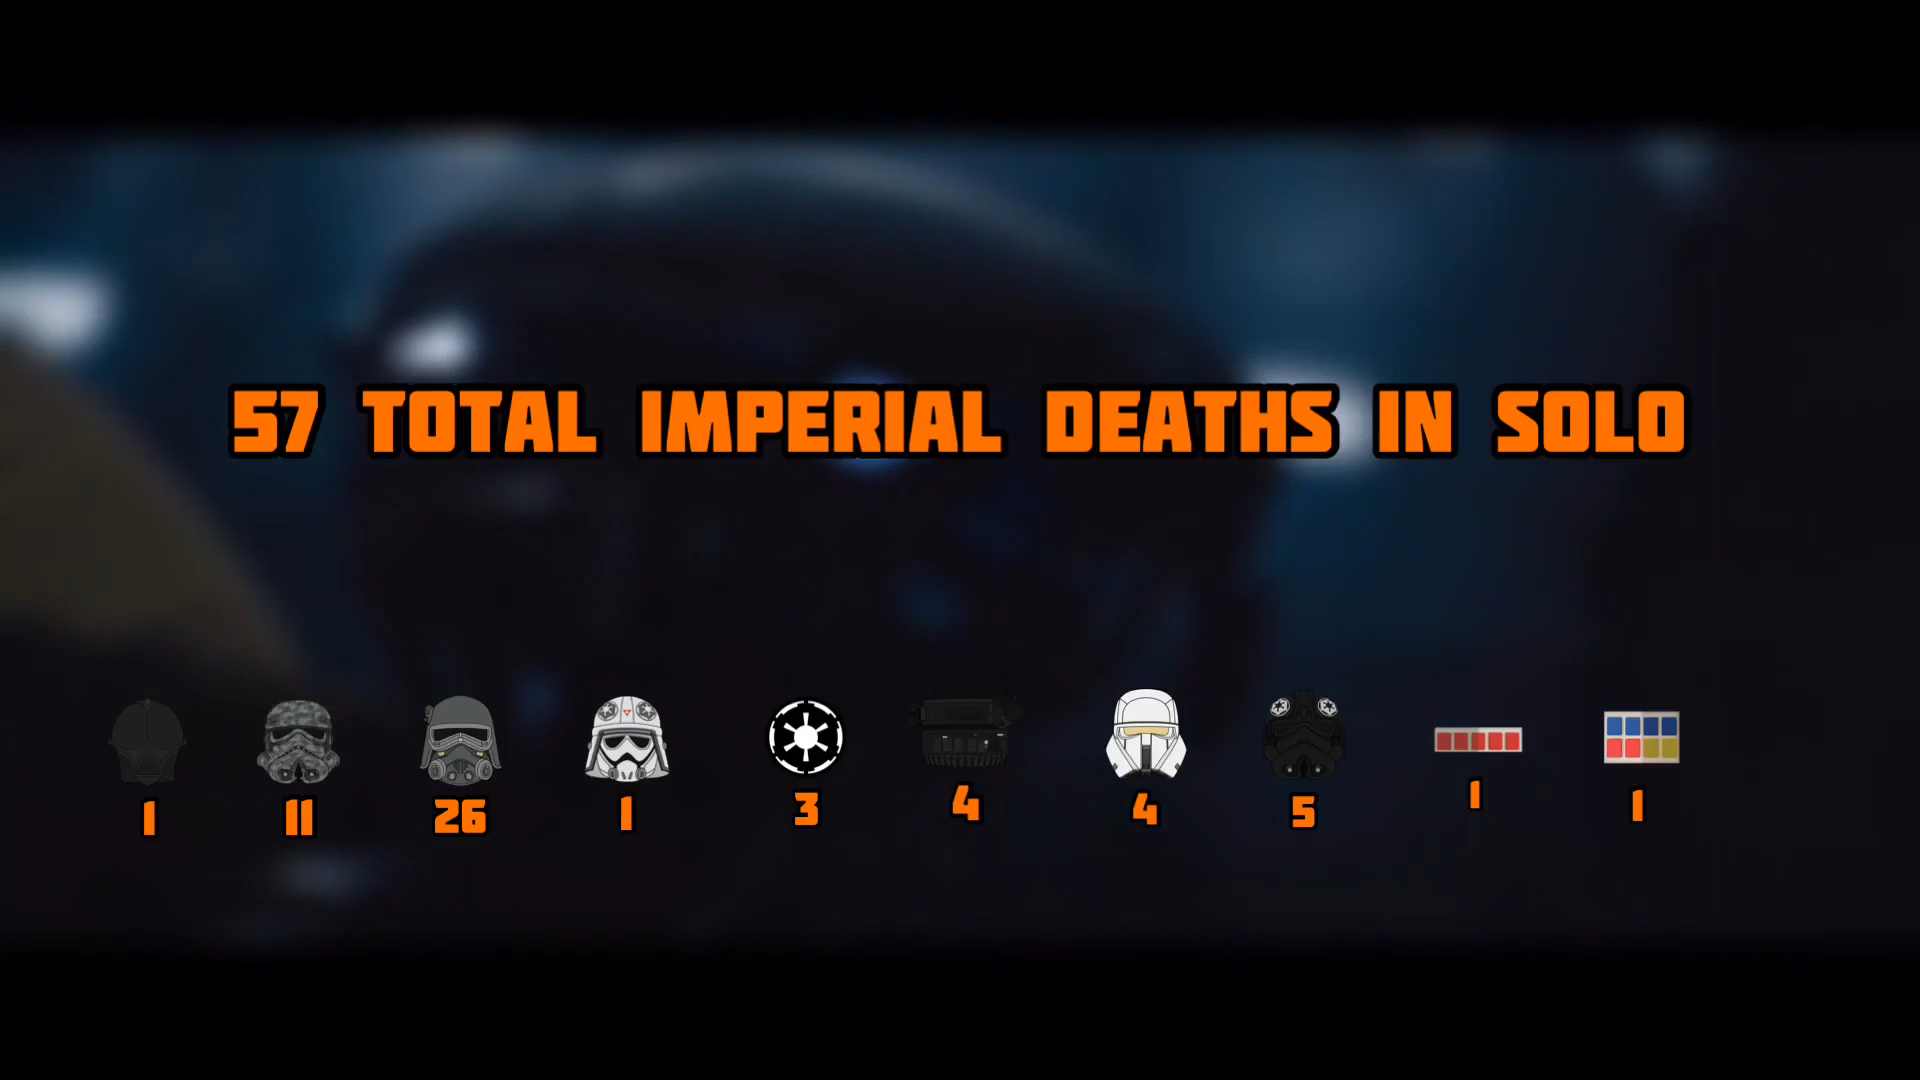 57 TOTAL IMPERIAL DEATHS IN SOLO
1 11 26 1 3 4 4 5 1 1